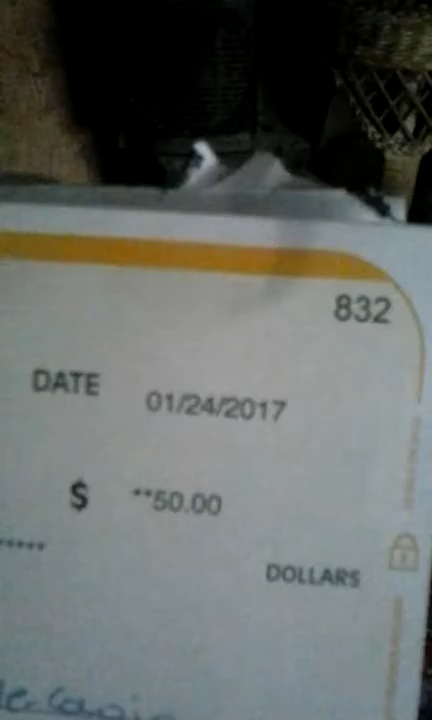 832
DATE 01/24/2017
$ **50.00
*****
DOLLARS